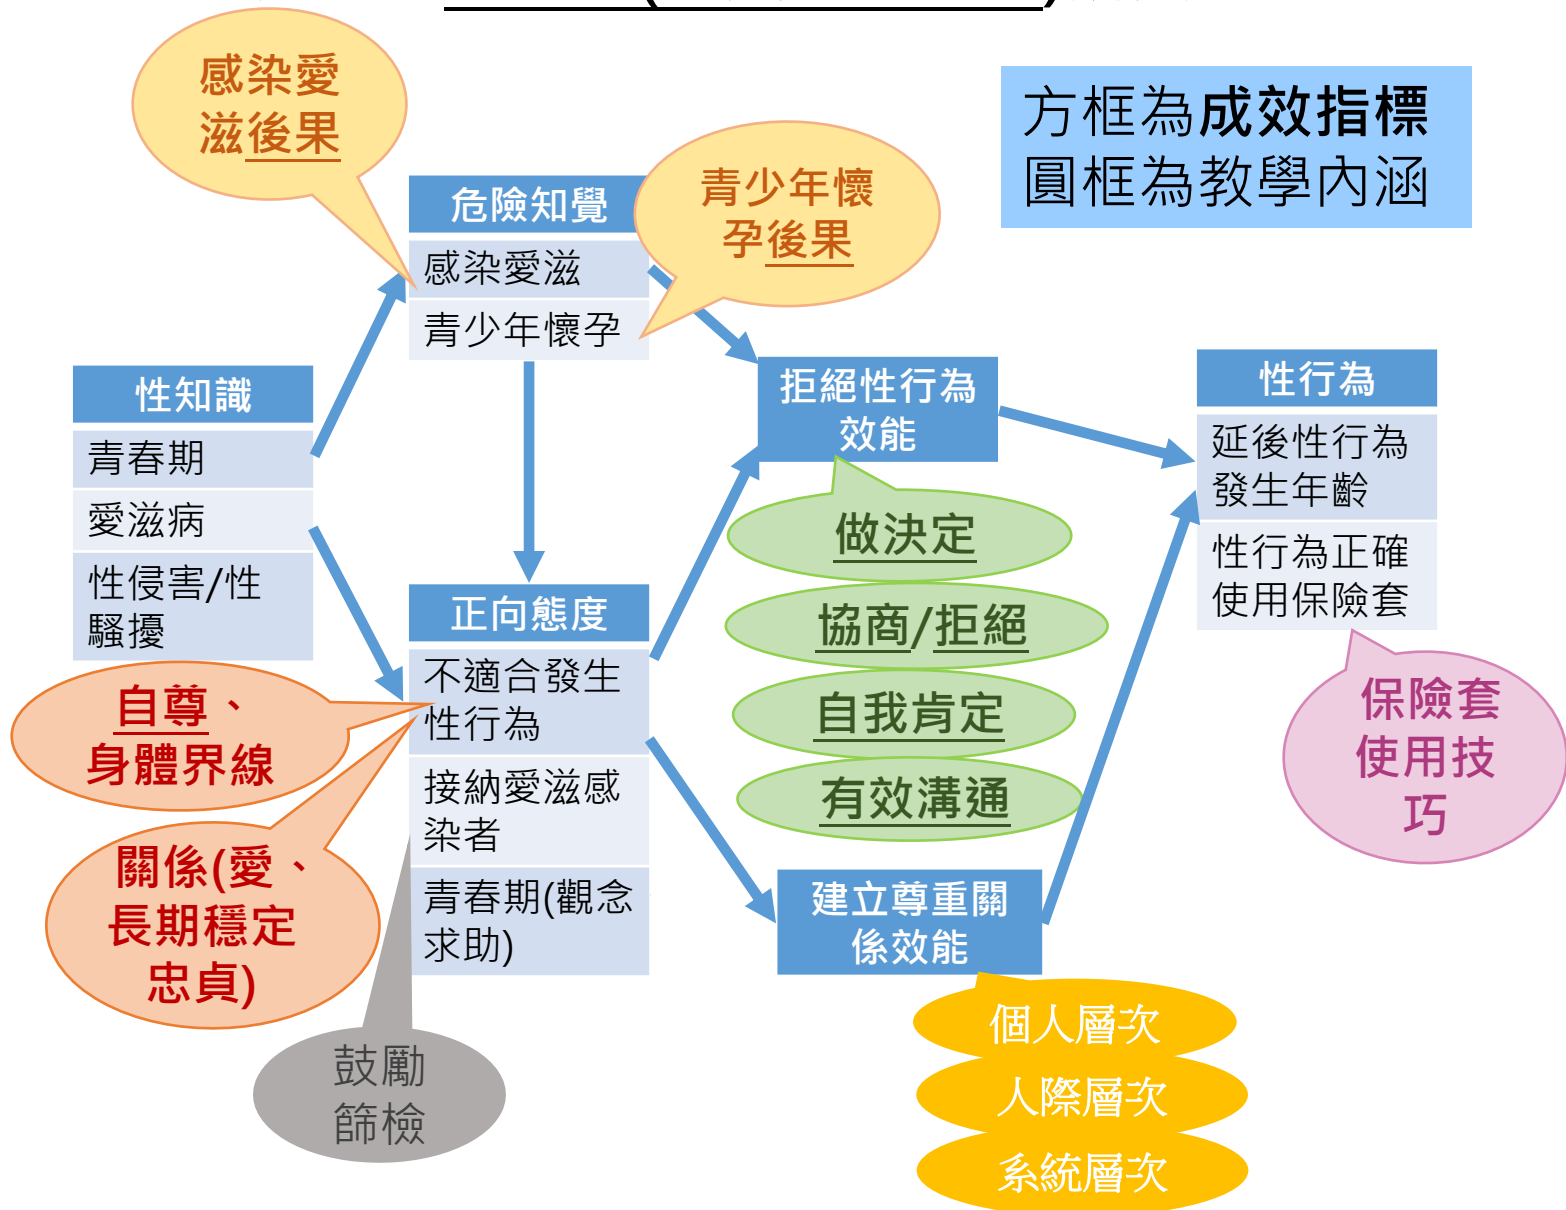 感染愛
滋後果
方框為成效指標
圓框為教學內涵
危險知覺
感染愛滋
青少年懷孕
青少年懷
孕後果
性知識
青春期
愛滋病
性侵害/性
騷擾
拒絕性行為
效能
性行為
延後性行為
發生年齡
性行為正確
使用保險套
做決定
協商/拒絕
自我肯定
有效溝通
正向態度
不適合發生
性行為
接納愛滋感
染者
青春期(觀念
求助)
自尊、
身體界線
關係(愛、
長期穩定
忠貞)
保險套
使用技
巧
建立尊重關
係效能
鼓勵
篩檢
個人層次
人際層次
系統層次